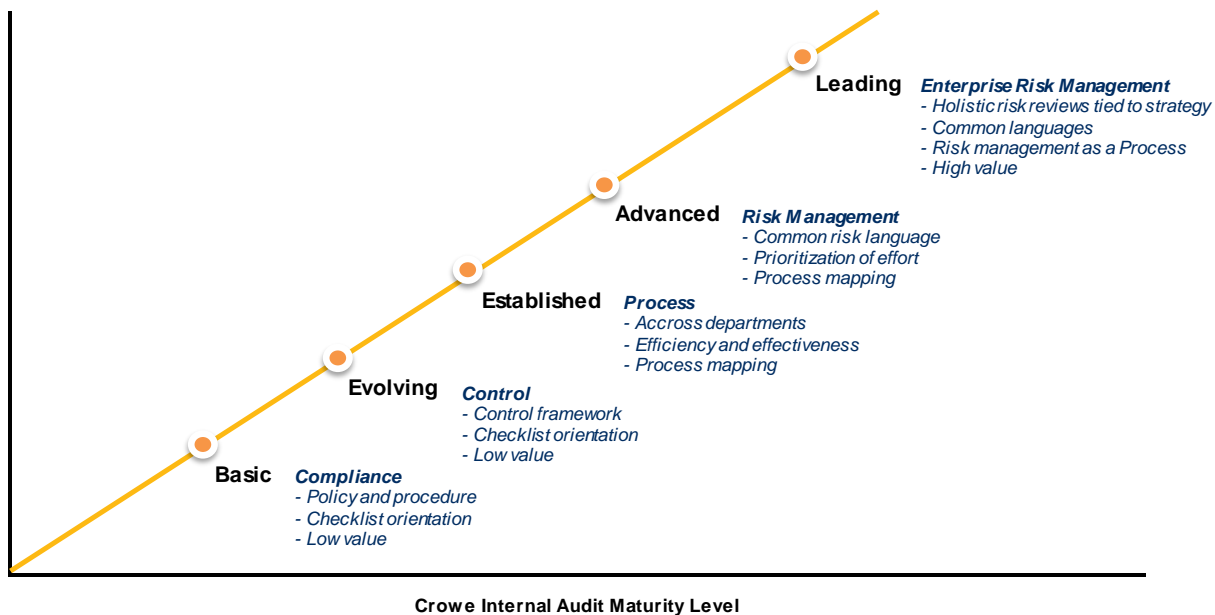 Leading
Enterprise Risk Management
- Holistic risk reviews tied to strategy
- Common languages
- Risk management as a Process
- High value
Advanced
Risk Management
- Common risk language
- Prioritization of effort
- Process mapping
Established
Process
- Accross departments
- Efficiency and effectiveness
- Process mapping
Evolving
Control
- Control framework
- Checklist orientation
- Low value
Basic
Compliance
- Policy and procedure
- Checklist orientation
- Low value
Crowe Internal Audit Maturity Level